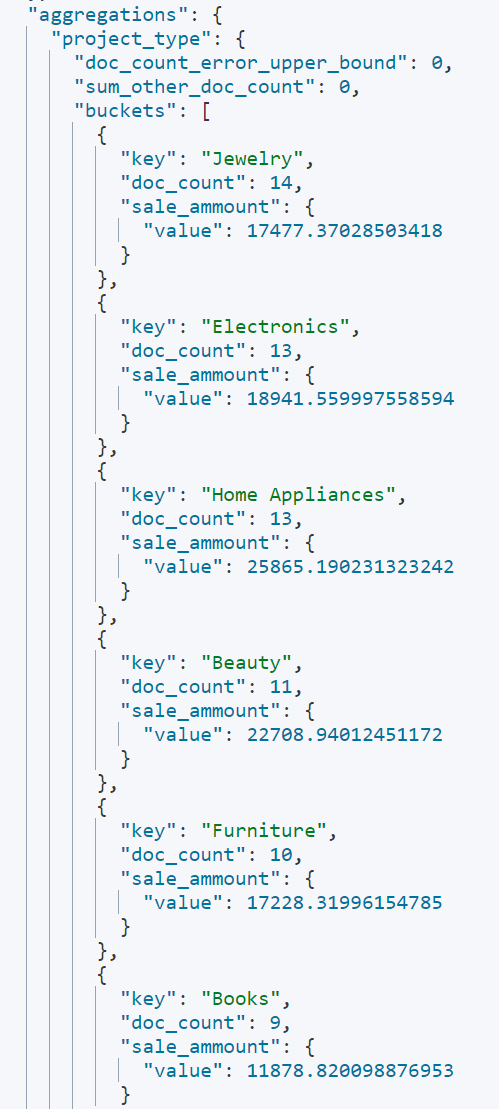 "aggregations": {
"project_type": {
"doc_count_error_upper_bound": 0,
"sum_other_doc_count": 0,
"buckets": [
{
"key": "Jewelry",
"doc_count": 14,
"sale_ammount": {
"value": 17477.37028503418
}
},
{
"key": "Electronics",
"doc_count": 13,
"sale_ammount": {
"value": 18941.559997558594
}
},
{
"key": "Home Appliances",
"doc_count": 13,
"sale_ammount": {
"value": 25865.190231323242
}
},
{
"key": "Beauty",
"doc_count": 11,
"sale_ammount": {
"value": 22708.94012451172
}
},
{
"key": "Furniture",
"doc_count": 10,
"sale_ammount": {
"value": 17228.31996154785
}
},
{
"key": "Books",
"doc_count": 9,
"sale_ammount": {
"value": 11878.820098876953
}